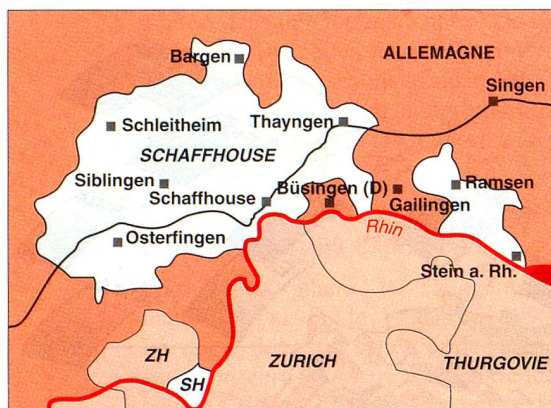 Bargen
ALLEMAGNE
Singen
Schleitheim
Thayngen
SCHAFFHOUSE
Siblingen
Schaffhouse
Büsingen (D)
Ramsen
Gailingen
Osterfingen
Rhin
Stein a. Rh.
ZH
ZURICH
THURGOVIE
SH